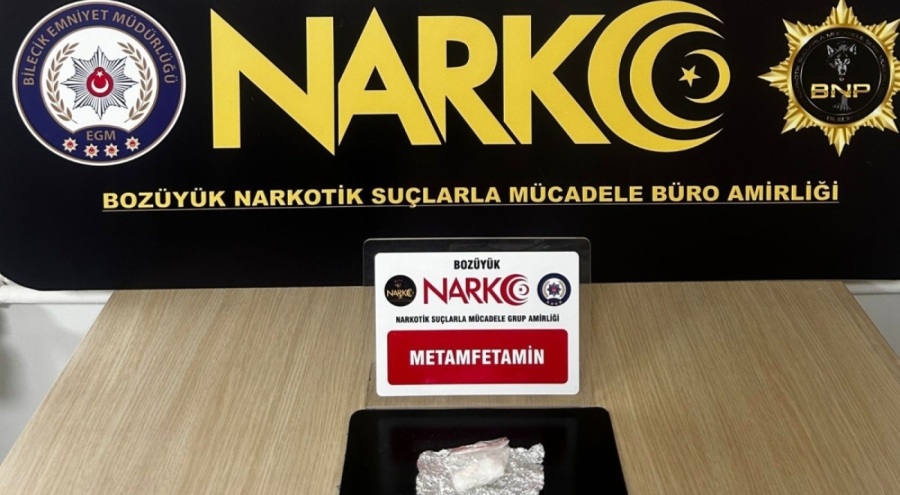 BİLECİK EMNİYET MÜDÜRLÜĞÜ
EGM
NARKO
BNP
BOZÜYÜK NARKOTİK SUÇLARLA MÜCADELE BÜRO AMİRLİĞİ
BOZÜYÜK
NARKO
NARKO
NARKOTİK SUÇLARLA MÜCADELE GRUP AMİRLİĞİ
METAMFETAMİN